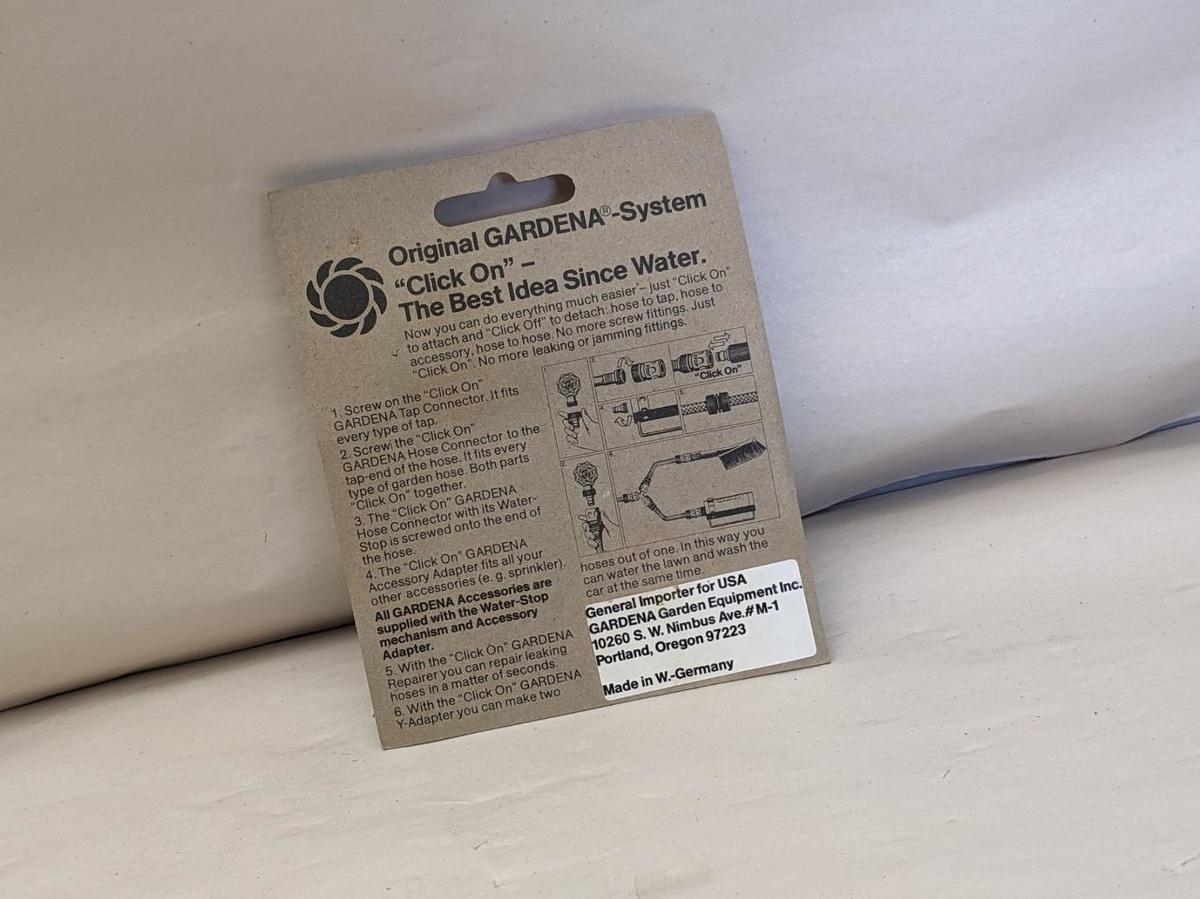 Original GARDENA®-System
“Click On” –
The Best Idea Since Water.
Now you can do everything much easier – just “Click On”
to attach and “Click Off” to detach: hose to tap, hose to
accessory, hose to hose. No more screw fittings. Just
“Click On”. No more leaking or jamming fittings.
1. Screw on the “Click On”
GARDENA Tap Connector. It fits
every type of tap.
2. Screw the “Click On”
GARDENA Hose Connector to the
tap-end of the hose. It fits every
type of garden hose. Both parts
“Click On” together.
3. The “Click On” GARDENA
Hose Connector with its Water-
Stop is screwed onto the end of
the hose.
4. The “Click On” GARDENA
Accessory Adapter fits all your
other accessories (e. g. sprinkler).
All GARDENA Accessories are
supplied with the Water-Stop
mechanism and Accessory
Adapter.
5. With the “Click On” GARDENA
Repairer you can repair leaking
hoses in a matter of seconds.
6. With the “Click On” GARDENA
Y-Adapter you can make two
“Click On”
hoses out of one. In this way you
can water the lawn and wash the
car at the same time.
General Importer for USA
GARDENA Garden Equipment Inc.
10260 S. W. Nimbus Ave.# M-1
Portland, Oregon 97223
Made in W.-Germany